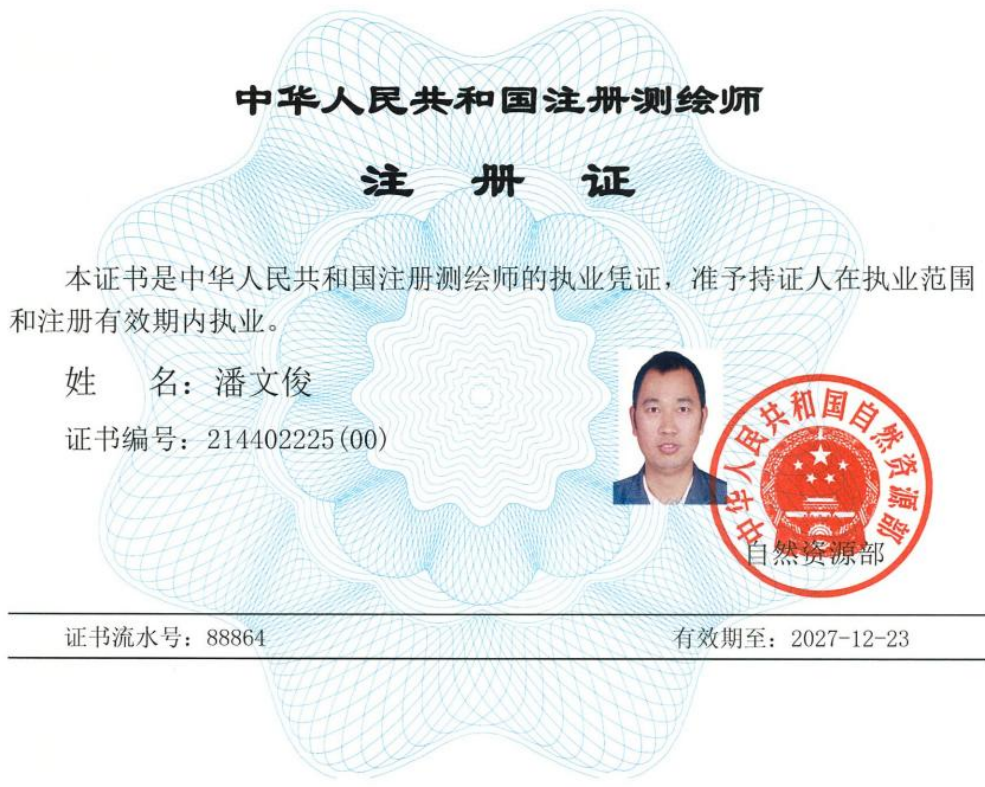 中华人民共和国注册测绘师
注 册 证
本证书是中华人民共和国注册测绘师的执业凭证，准予持证人在执业范围
和注册有效期内执业。
姓 名：潘文俊
证书编号：214402225(00)
中华人民共和国自然资源部
自然资源部
证书流水号：88864
有效期至：2027-12-23